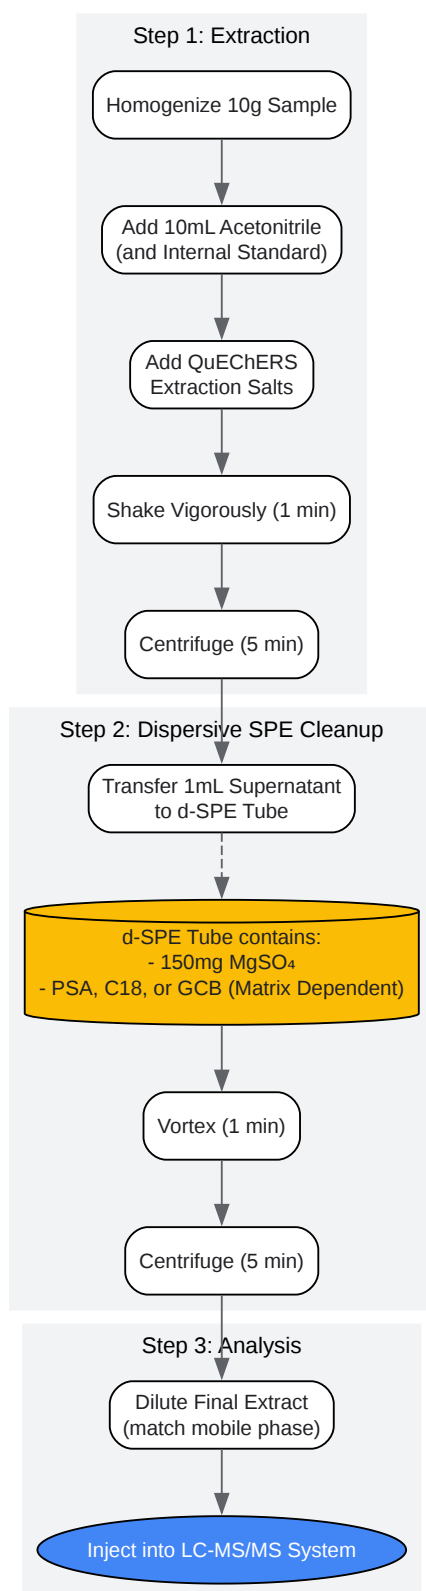 Step 1: Extraction
Homogenize 10g Sample
Add 10mL Acetonitrile
(and Internal Standard)
Add QuEChERS
Extraction Salts
Shake Vigorously (1 min)
Centrifuge (5 min)
Step 2: Dispersive SPE Cleanup
Transfer 1mL Supernatant
to d-SPE Tube
d-SPE Tube contains:
- 150mg MgSO₄
- PSA, C18, or GCB (Matrix Dependent)
Vortex (1 min)
Centrifuge (5 min)
Step 3: Analysis
Dilute Final Extract
(match mobile phase)
Inject into LC-MS/MS System